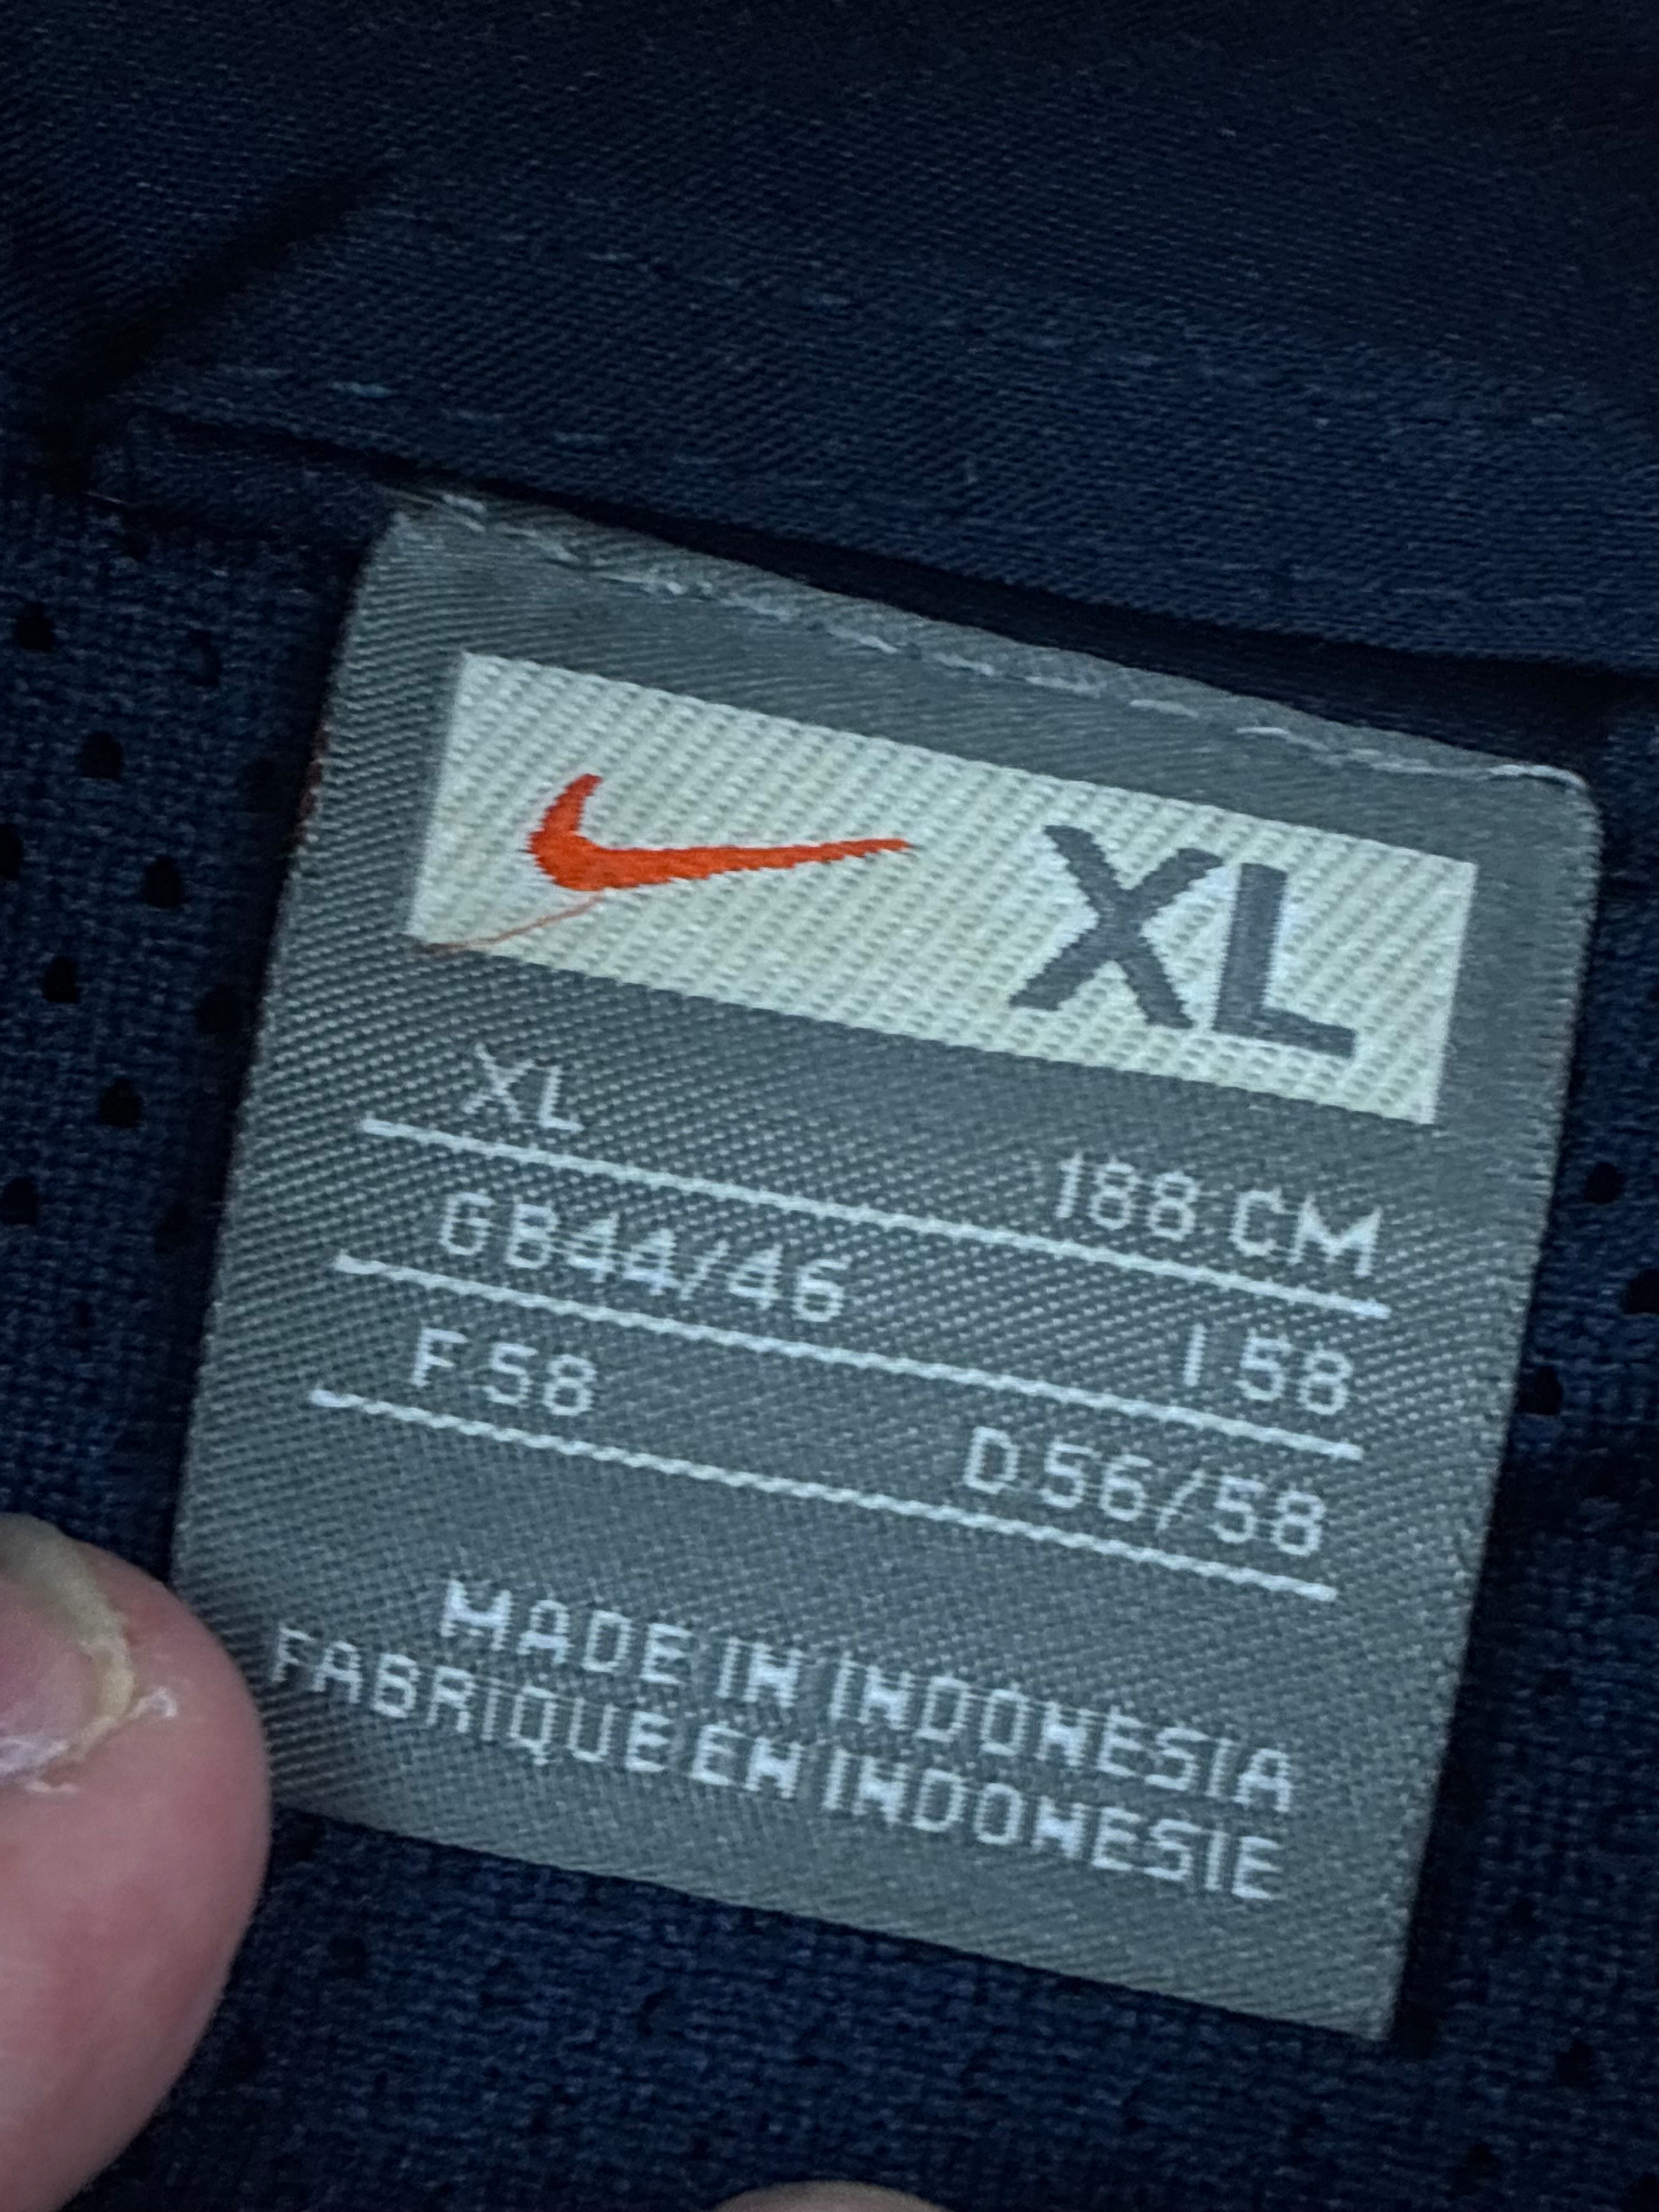 XL
XL 188 CM
GB44/46 I 58
F 58 D 56/58
MADE IN INDONESIA
FABRIQUE EN INDONESIE